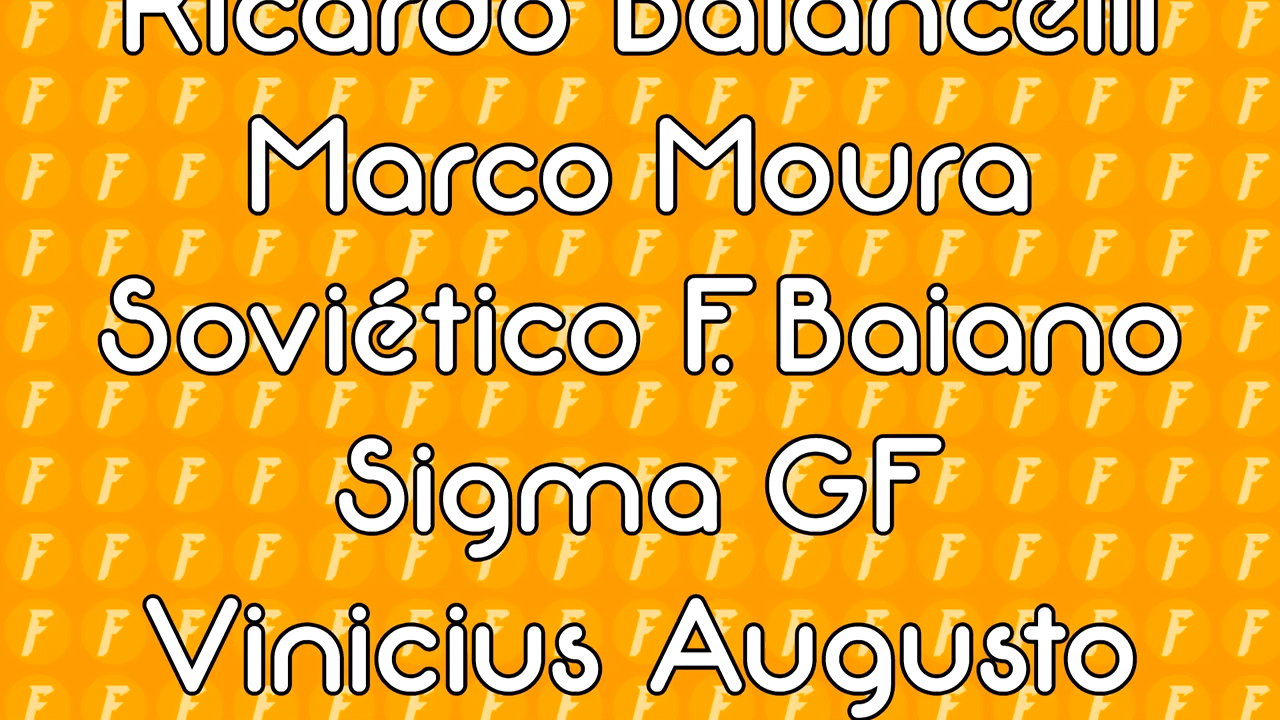 Ricardo Balancelli
Marco Moura
Soviético F. Baiano
Sigma GF
Vinicius Augusto